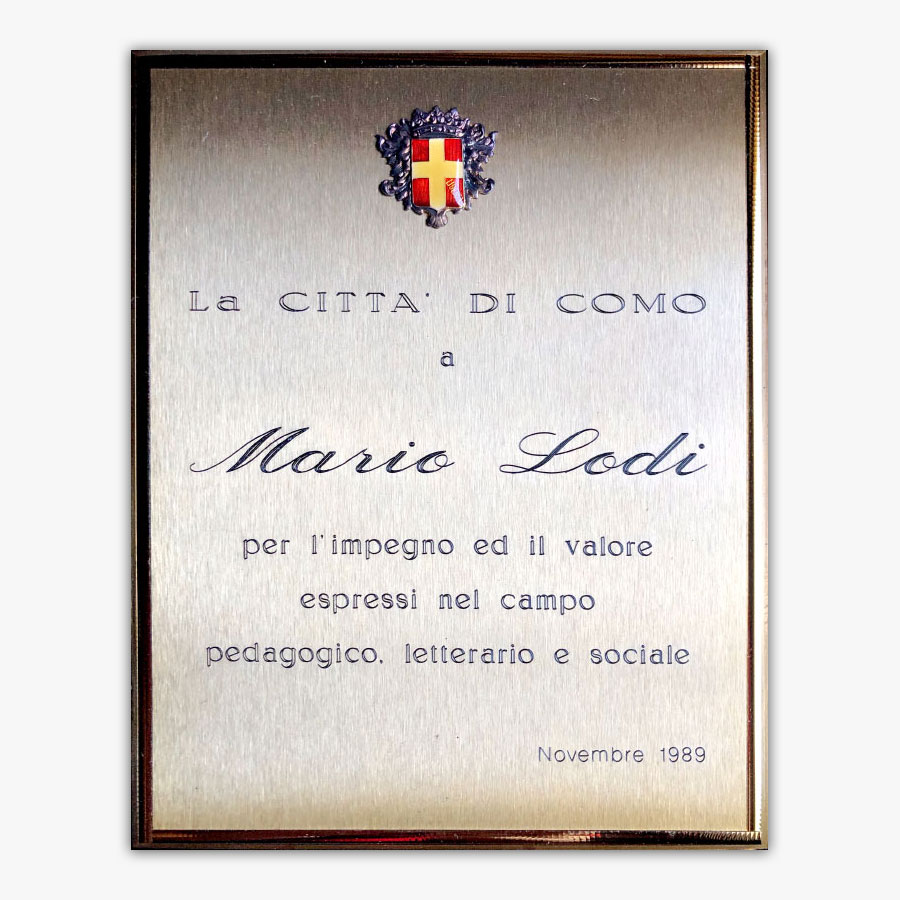 La CITTA' DI COMO
a
Mario Lodi
per l'impegno ed il valore
espressi nel campo
pedagogico, letterario e sociale
Novembre 1989